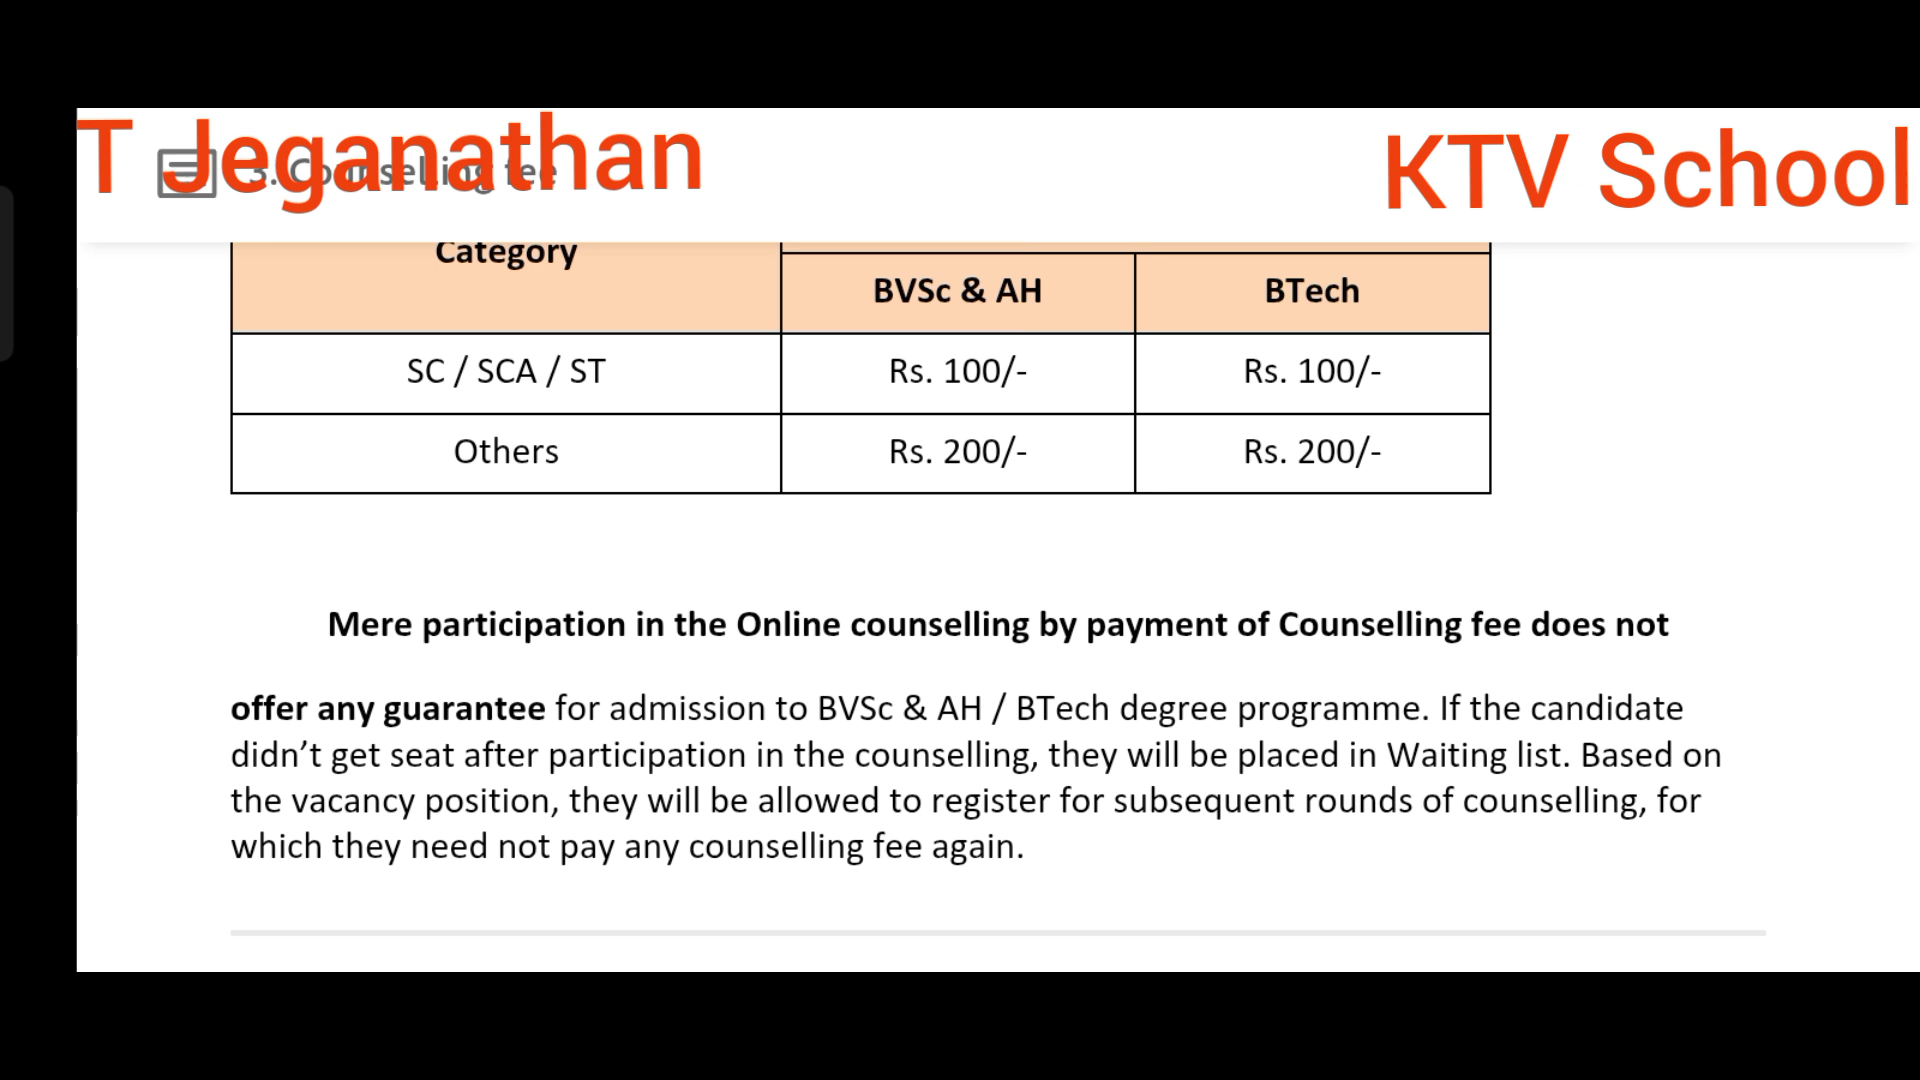 T Jeganathan
KTV School
3. Counselling fee
Category
BVSc & AH
BTech
SC / SCA / ST
Rs. 100/-
Rs. 100/-
Others
Rs. 200/-
Rs. 200/-
Mere participation in the Online counselling by payment of Counselling fee does not
offer any guarantee for admission to BVSc & AH / BTech degree programme. If the candidate
didn’t get seat after participation in the counselling, they will be placed in Waiting list. Based on
the vacancy position, they will be allowed to register for subsequent rounds of counselling, for
which they need not pay any counselling fee again.